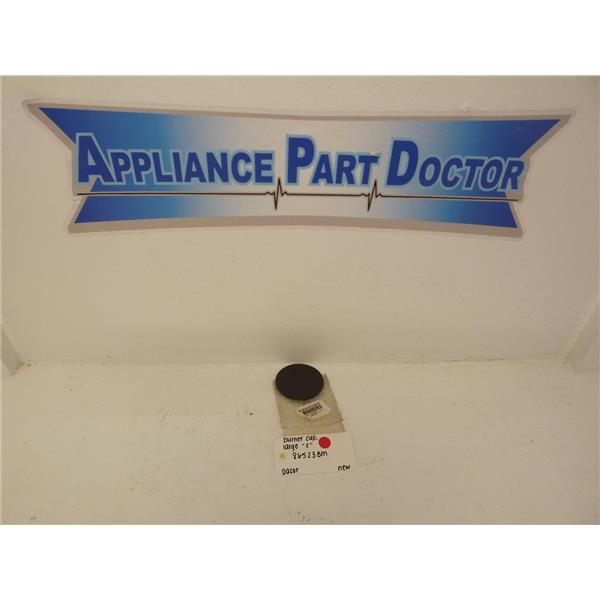 APPLIANCE PART DOCTOR
burner cap,
large "c"
86523BM
Dacor new